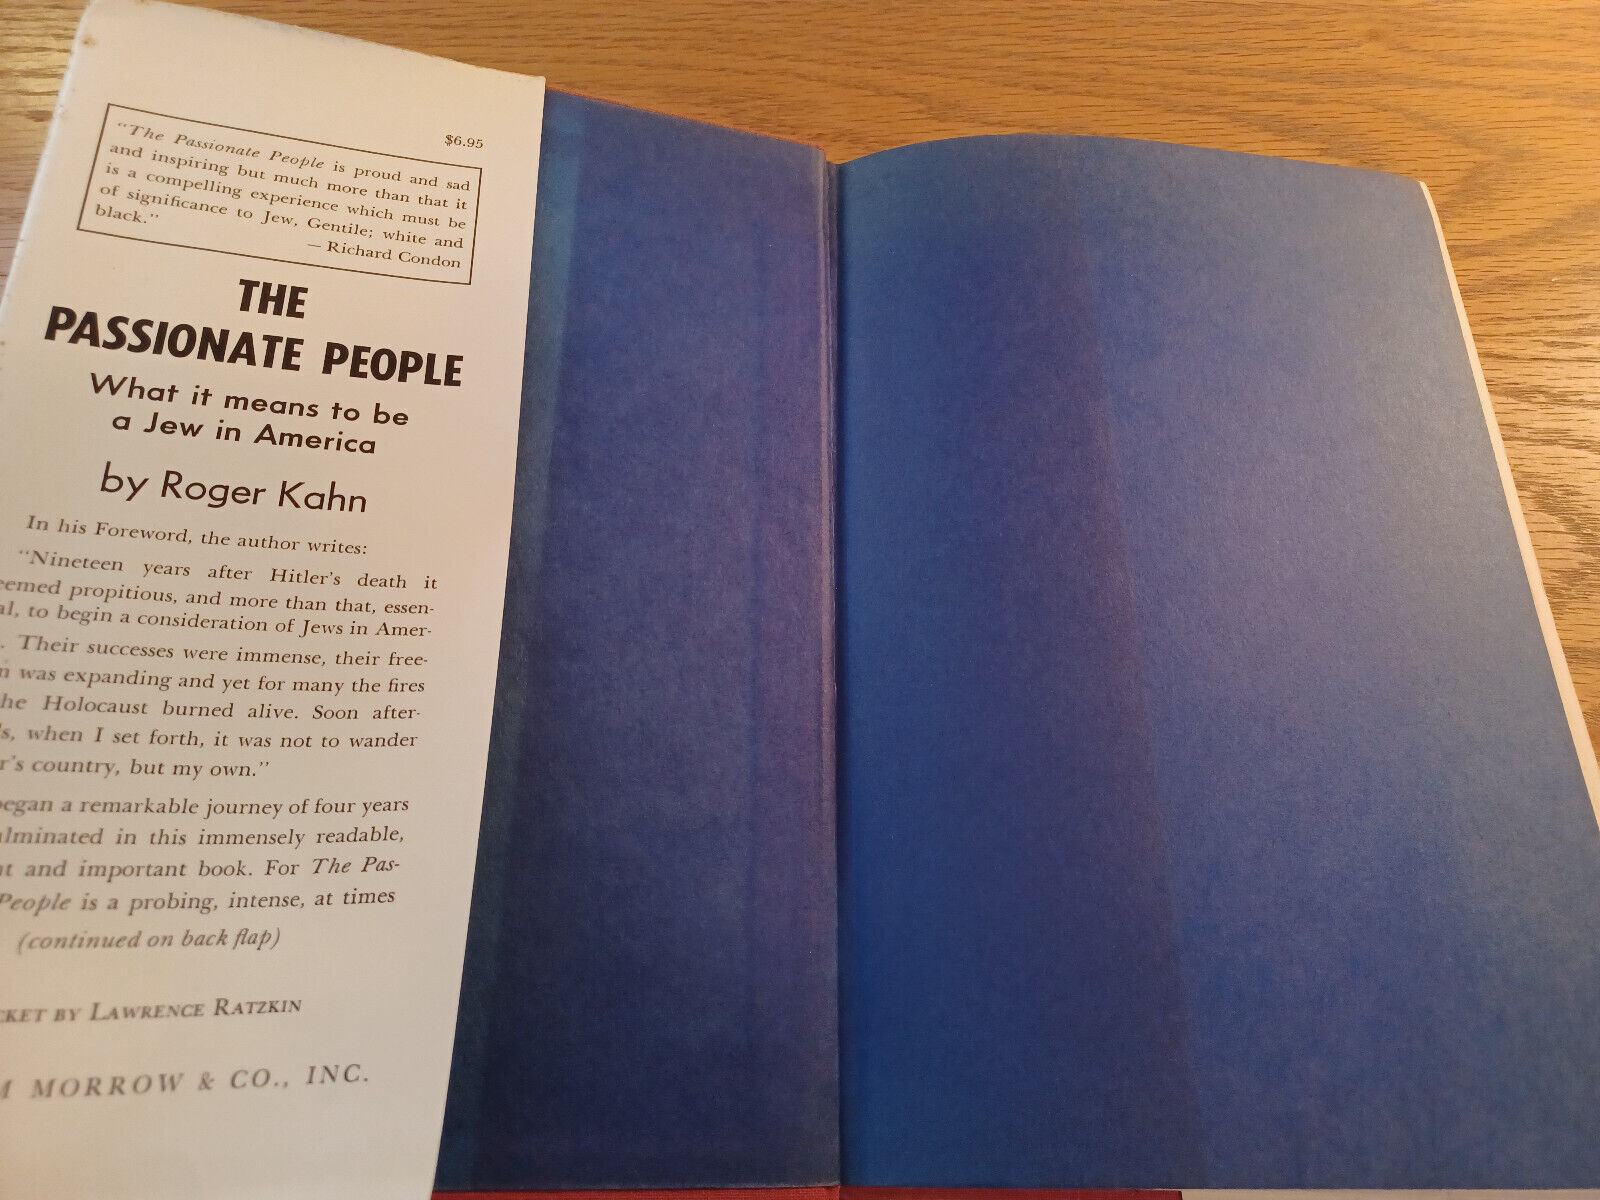 $6.95
"The Passionate People is proud and sad
and inspiring but much more than that it
is a compelling experience which must be
of significance to Jew, Gentile; white and
black."
— Richard Condon
THE
PASSIONATE PEOPLE
What it means to be
a Jew in America
by Roger Kahn
In his Foreword, the author writes:
"Nineteen years after Hitler's death it
eemed propitious, and more than that, essen-
al, to begin a consideration of Jews in Amer-
. Their successes were immense, their free-
was expanding and yet for many the fires
he Holocaust burned alive. Soon after-
s, when I set forth, it was not to wander
r's country, but my own."
egan a remarkable journey of four years
lminated in this immensely readable,
nt and important book. For The Pas-
People is a probing, intense, at times
(continued on back flap)
CKET BY LAWRENCE RATZKIN
M MORROW & CO., INC.